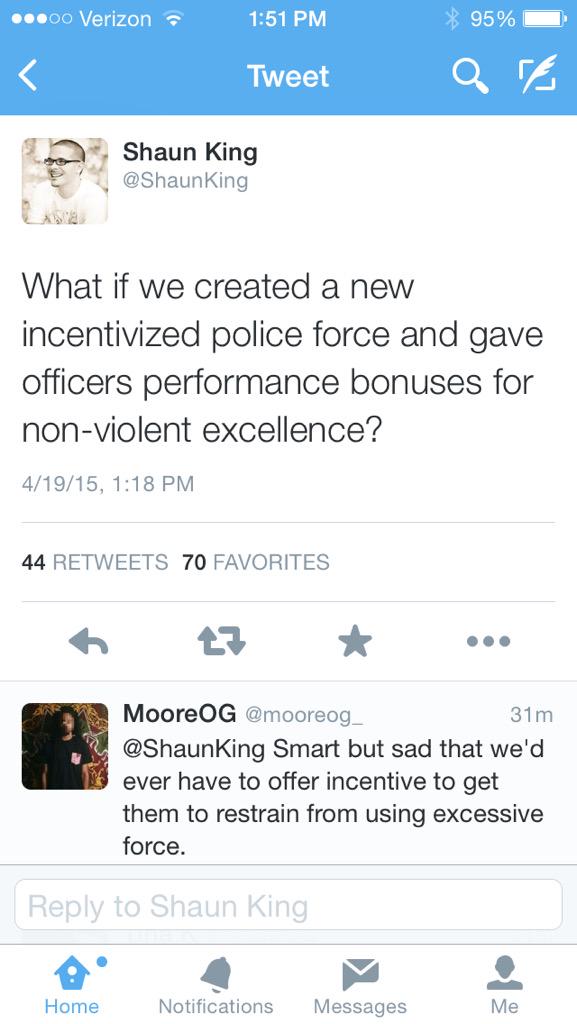 Verizon 1:51 PM 95%
Tweet
Shaun King
@ShaunKing
What if we created a new
incentivized police force and gave
officers performance bonuses for
non-violent excellence?
4/19/15, 1:18 PM
44 RETWEETS 70 FAVORITES
MooreOG @mooreog_ 31m
@ShaunKing Smart but sad that we'd
ever have to offer incentive to get
them to restrain from using excessive
force.
Reply to Shaun King
Home Notifications Messages Me